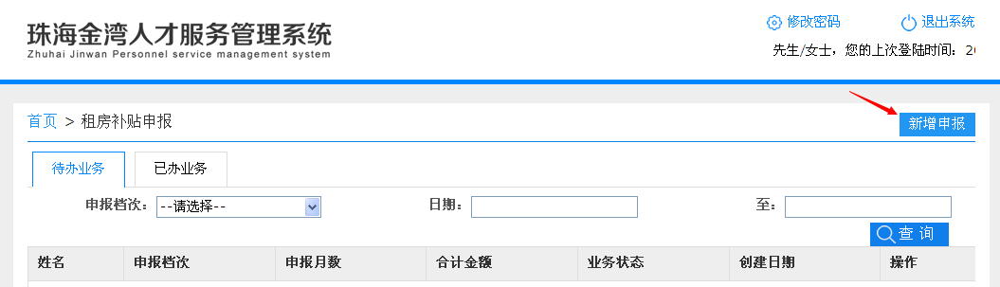 珠海金湾人才服务管理系统
Zhuhai Jinwan Personnel service management system
修改密码 退出系统
先生/女士，您的上次登陆时间：2
首页 > 租房补贴申报
新增申报
待办业务 已办业务
申报档次： --请选择-- 日期： 至：
查 询
姓名 申报档次 申报月数 合计金额 业务状态 创建日期 操作